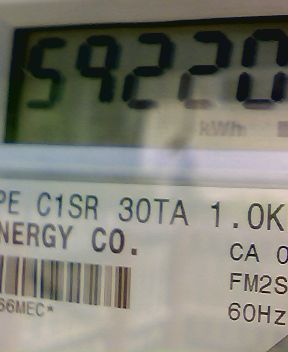 59220
kWh
PE C1SR 30TA 1.0K
NERGY CO.
CA 0
FM2S
66MEC*
60Hz